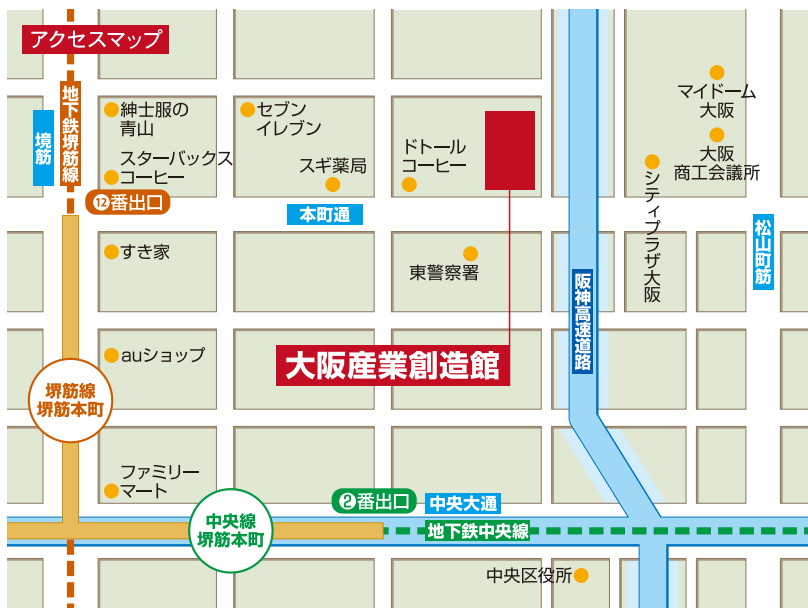 アクセスマップ
地下鉄堺筋線
境筋
紳士服の
青山
スターバックス
コーヒー
⑫番出口
セブン
イレブン
スギ薬局
ドトール
コーヒー
本町通
マイドーム
大阪
大阪
商工会議所
シティプラザ大阪
松山町筋
すき家
東警察署
阪神高速道路
auショップ
大阪産業創造館
堺筋線
堺筋本町
ファミリー
マート
❷番出口
中央大通
中央線
堺筋本町
地下鉄中央線
中央区役所